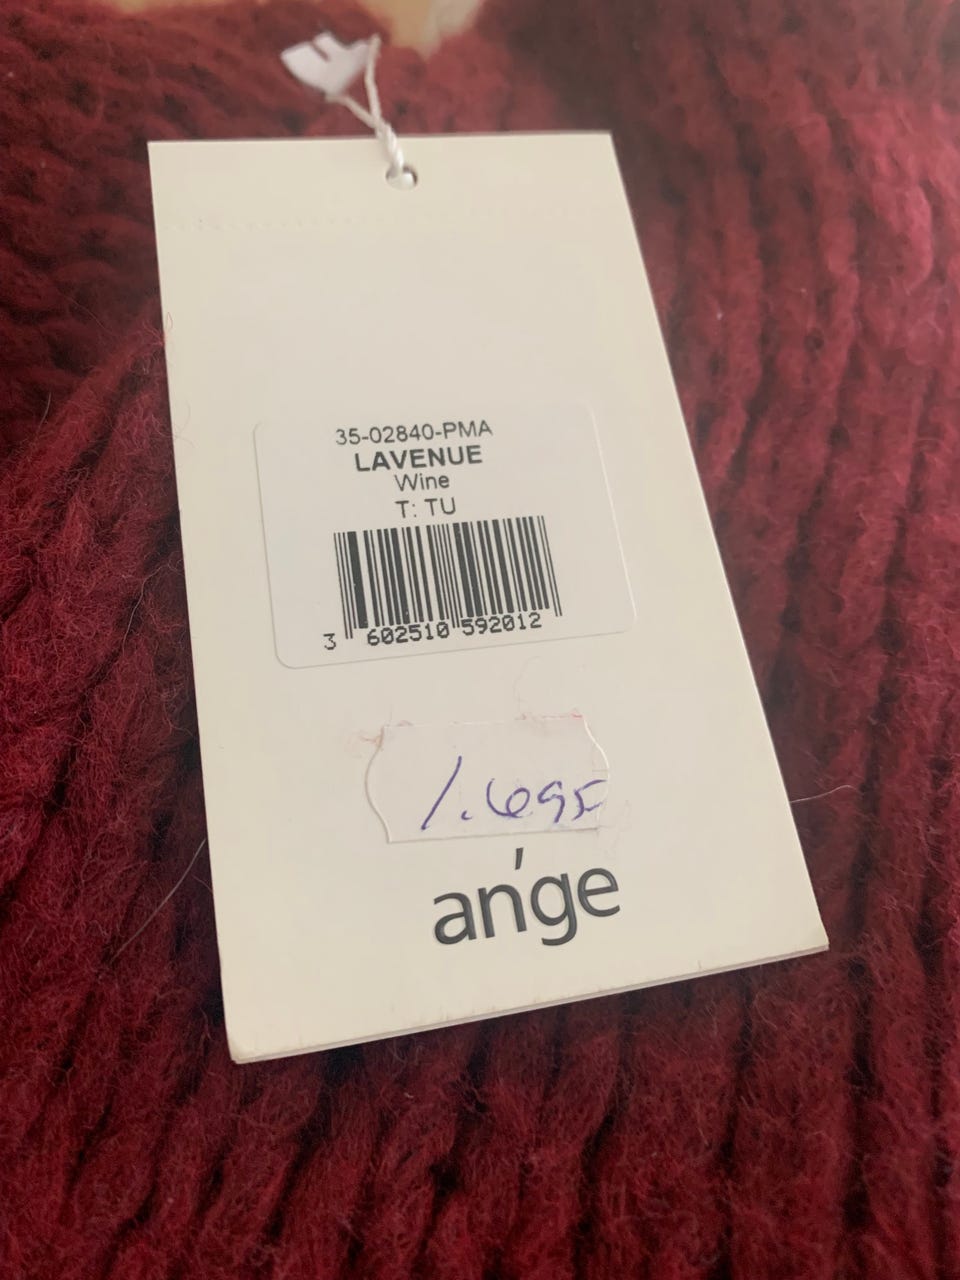 35-02840-PMA
LAVENUE
Wine
T: TU
3 602510 592012
1.695
an'ge